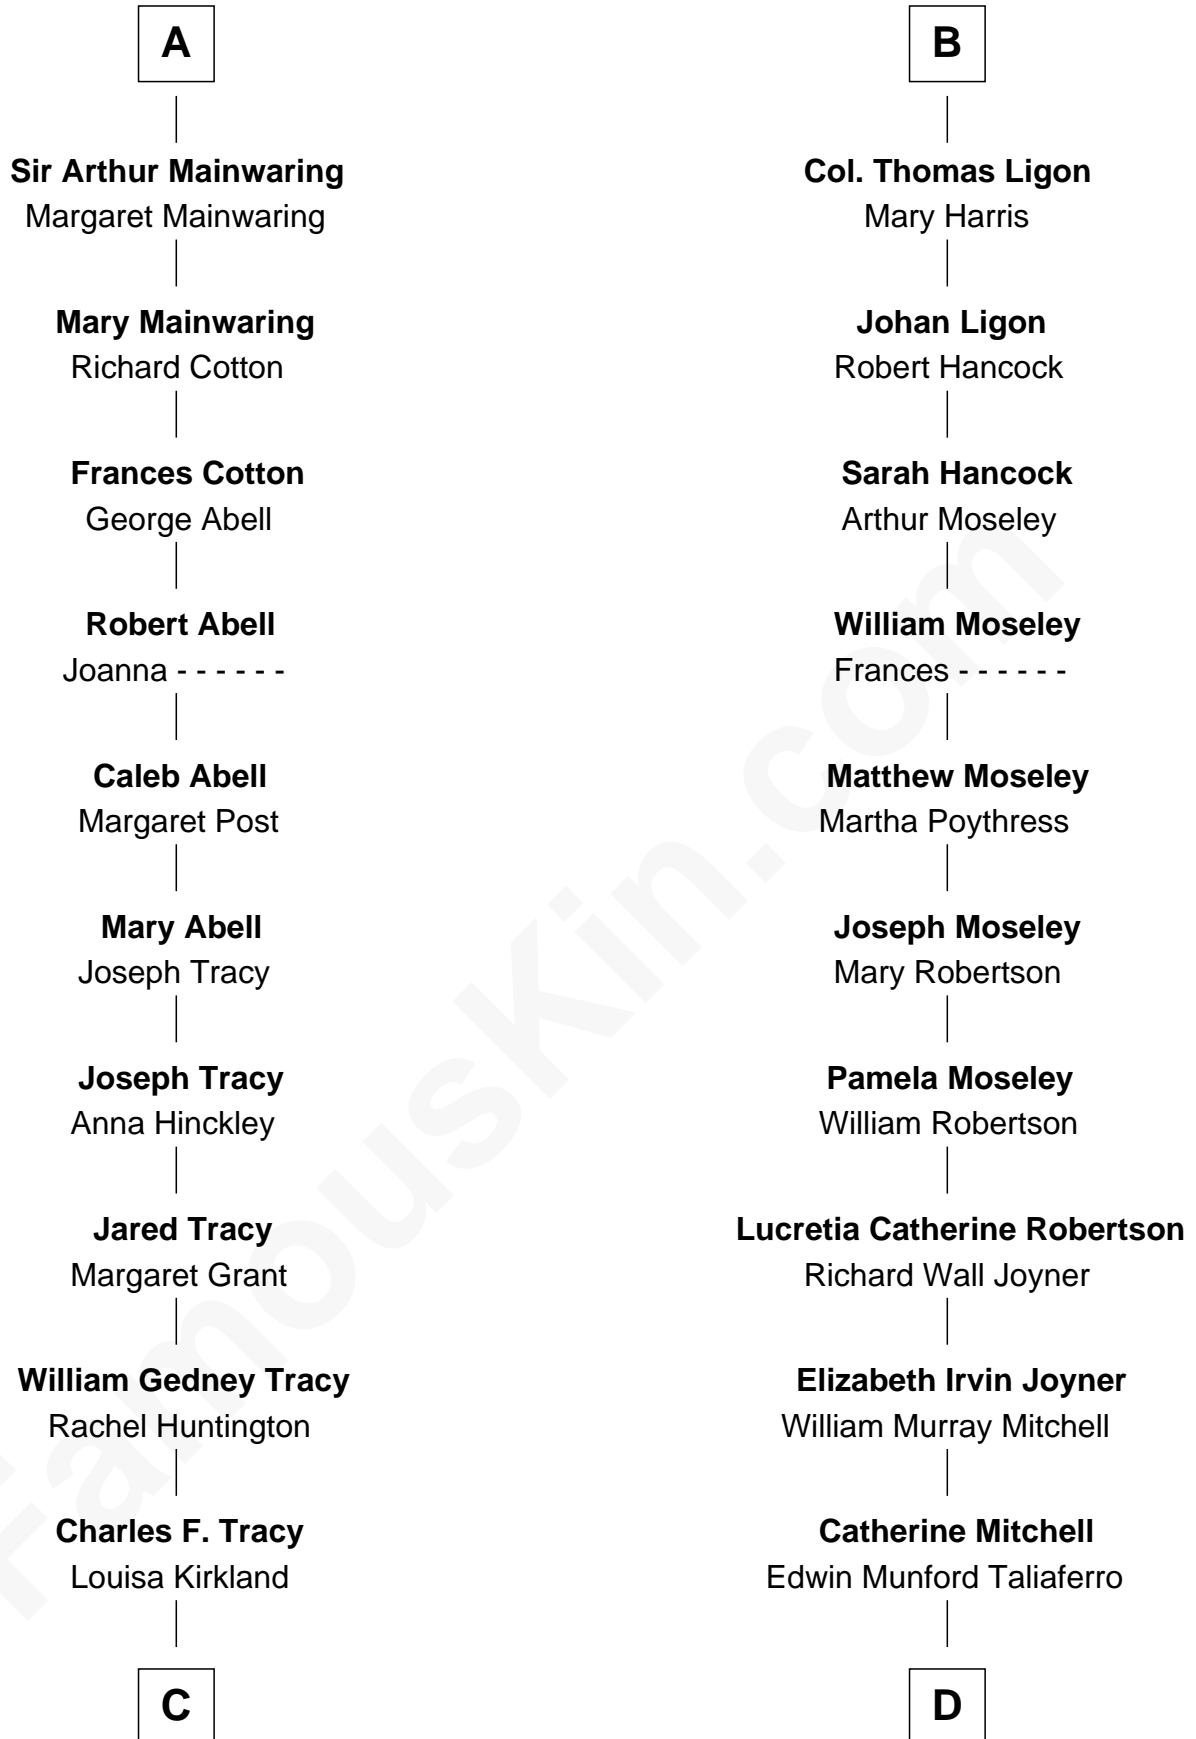 A
Sir Arthur Mainwaring
Margaret Mainwaring
Mary Mainwaring
Richard Cotton
Frances Cotton
George Abell
Robert Abell
Joanna - - - - - -
Caleb Abell
Margaret Post
Mary Abell
Joseph Tracy
Joseph Tracy
Anna Hinckley
Jared Tracy
Margaret Grant
William Gedney Tracy
Rachel Huntington
Charles F. Tracy
Louisa Kirkland
C
B
Col. Thomas Ligon
Mary Harris
Johan Ligon
Robert Hancock
Sarah Hancock
Arthur Moseley
William Moseley
Frances - - - - - -
Matthew Moseley
Martha Poythress
Joseph Moseley
Mary Robertson
Pamela Moseley
William Robertson
Lucretia Catherine Robertson
Richard Wall Joyner
Elizabeth Irvin Joyner
William Murray Mitchell
Catherine Mitchell
Edwin Munford Taliaferro
D
FamousKin.com